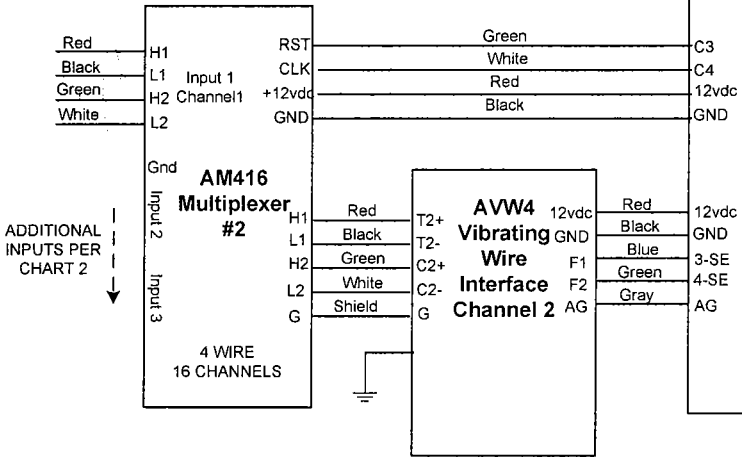 Red
Black
Green
White
H1
L1
H2
L2
Input 1
Channel1
RST
CLK
+12vdc
GND
Green
White
Red
Black
C3
C4
12vdc
GND
Gnd
AM416
Multiplexer
#2
Input 2
Input 3
ADDITIONAL
INPUTS PER
CHART 2
H1
L1
H2
L2
G
4 WIRE
16 CHANNELS
Red
Black
Green
White
Shield
T2+
T2-
C2+
C2-
G
AVW4
Vibrating
Wire
Interface
Channel 2
12vdc
GND
F1
F2
AG
Red
Black
Blue
Green
Gray
12vdc
GND
3-SE
4-SE
AG